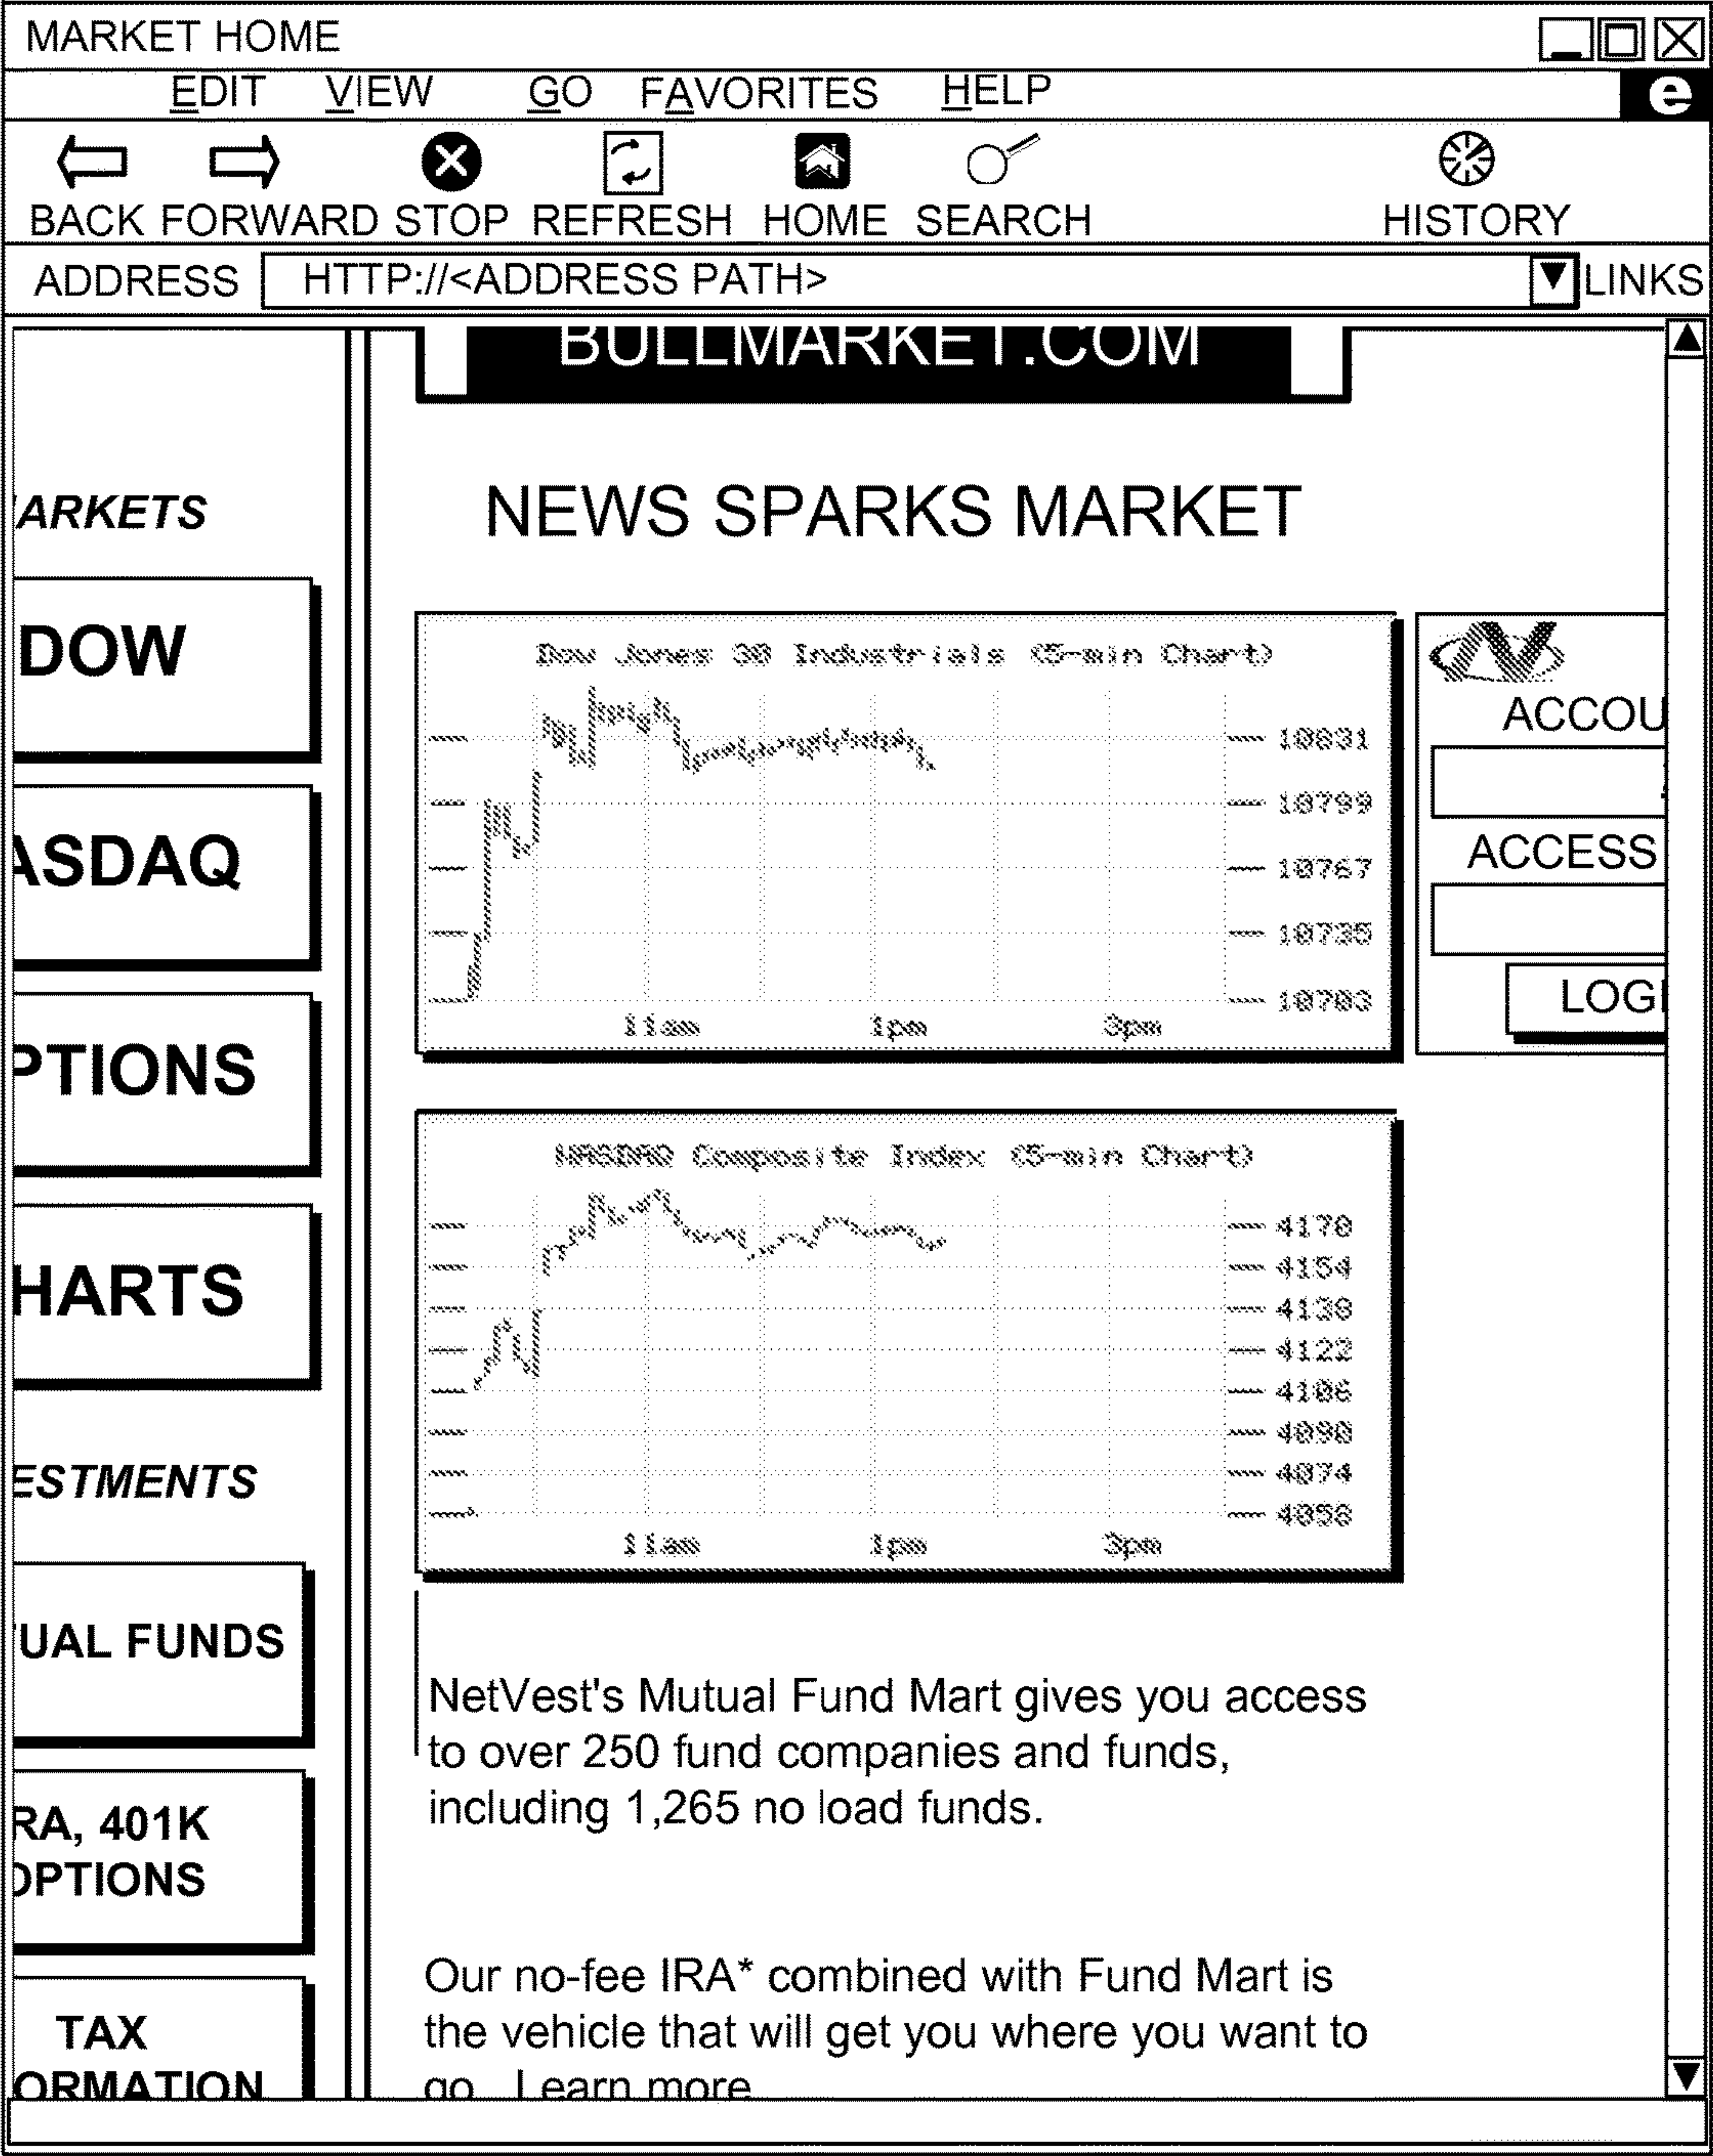 MARKET HOME
EDIT VIEW GO FAVORITES HELP
e
BACK FORWARD STOP REFRESH HOME SEARCH HISTORY
ADDRESS HTTP://<ADDRESS PATH> LINKS
BULLMARKET.COM
ARKETS
NEWS SPARKS MARKET
DOW
ASDAQ
PTIONS
HARTS
ESTMENTS
UAL FUNDS
RA, 401K
OPTIONS
TAX
ORMATION
Dow Jones 30 Industrials (5-min Chart)
10831
10799
10767
10735
10703
11am 1pm 3pm
ACCOU
ACCESS
LOGI
NASDAQ Composite Index (5-min Chart)
4170
4154
4138
4122
4106
4090
4074
4058
11am 1pm 3pm
NetVest's Mutual Fund Mart gives you access
to over 250 fund companies and funds,
including 1,265 no load funds.
Our no-fee IRA* combined with Fund Mart is
the vehicle that will get you where you want to
go. Learn more